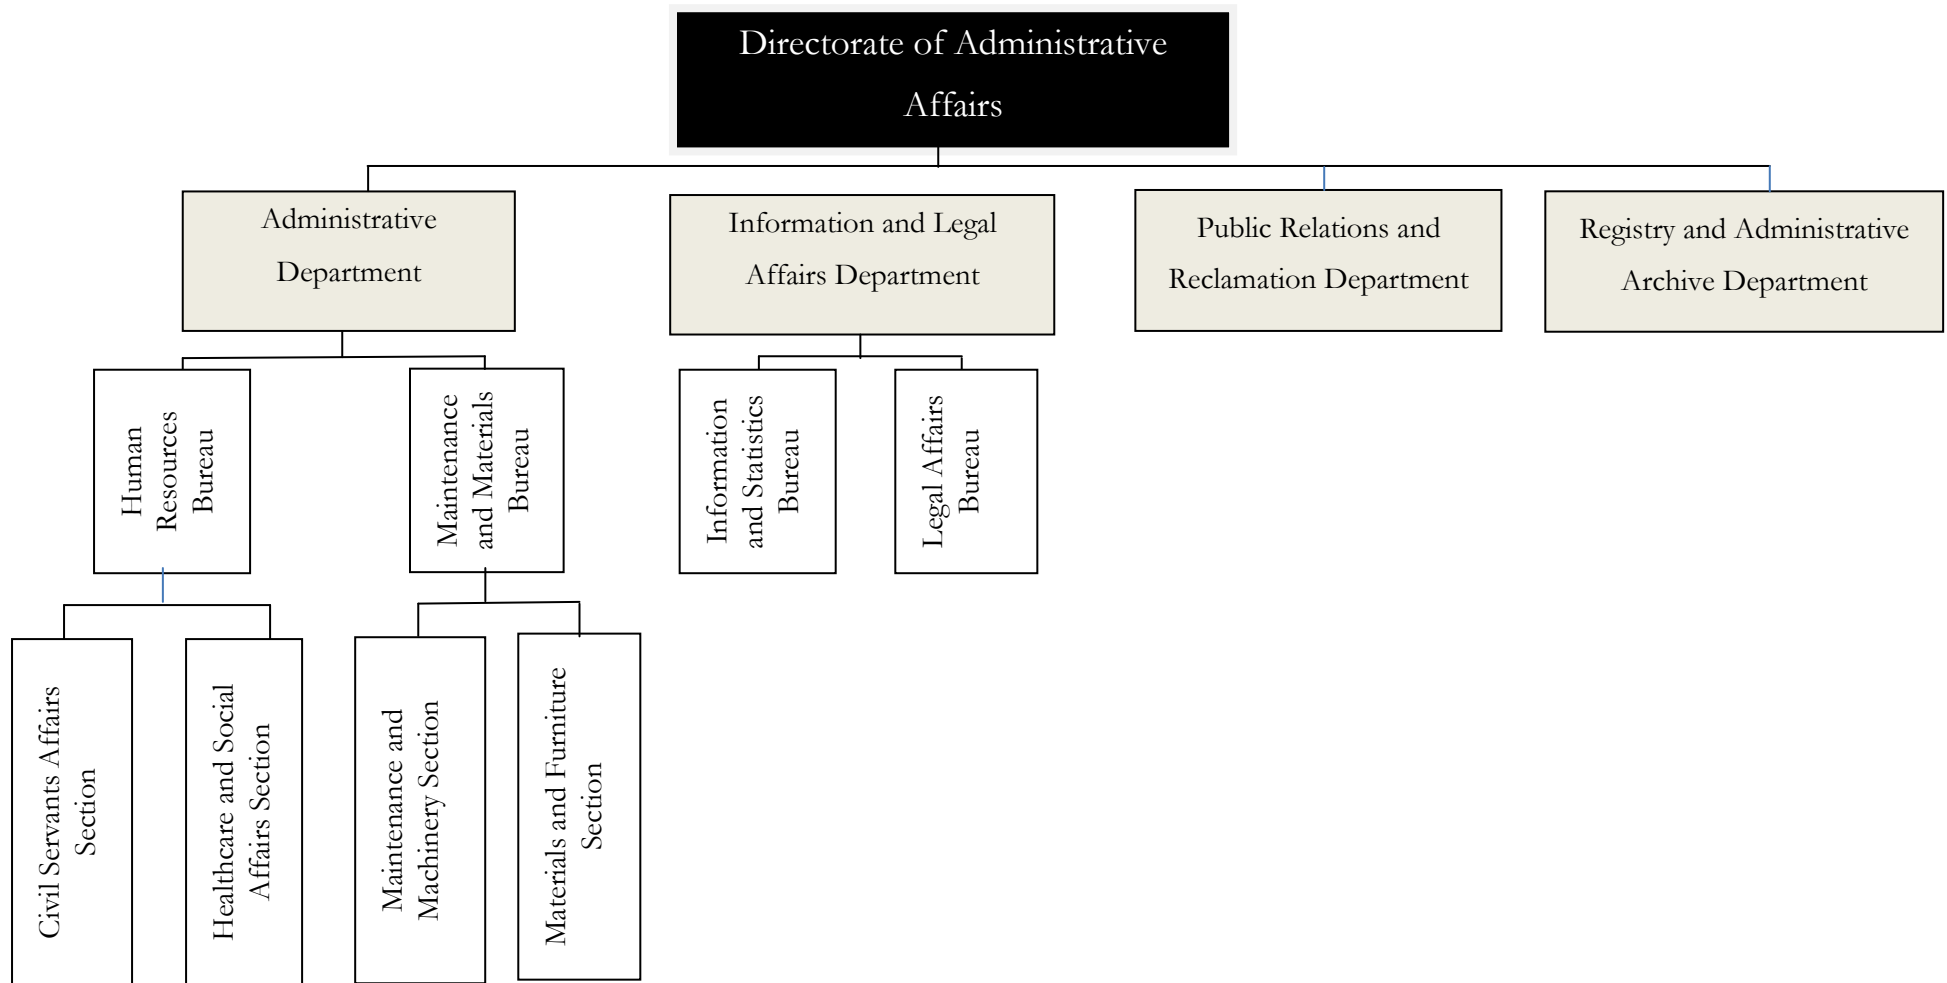 Directorate of Administrative
Affairs
Administrative
Department
Information and Legal
Affairs Department
Public Relations and
Reclamation Department
Registry and Administrative
Archive Department
Human
Resources
Bureau
Maintenance
and Materials
Bureau
Information
and Statistics
Bureau
Legal Affairs
Bureau
Civil Servants Affairs
Section
Healthcare and Social
Affairs Section
Maintenance and
Machinery Section
Materials and Furniture
Section